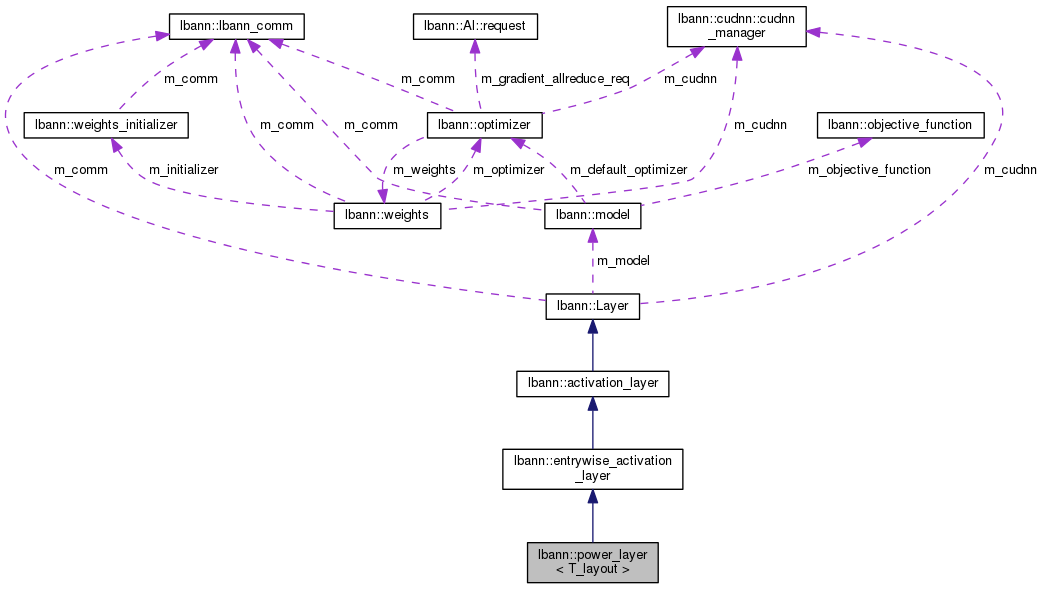 lbann::lbann_comm
lbann::Al::request
lbann::cudnn::cudnn
_manager
m_comm
m_comm
m_gradient_allreduce_req
m_cudnn
lbann::weights_initializer
m_comm
m_comm
lbann::optimizer
m_cudnn
lbann::objective_function
m_comm
m_initializer
m_weights
m_optimizer
m_default_optimizer
m_objective_function
m_cudnn
lbann::weights
lbann::model
m_model
lbann::Layer
lbann::activation_layer
lbann::entrywise_activation
_layer
lbann::power_layer
< T_layout >